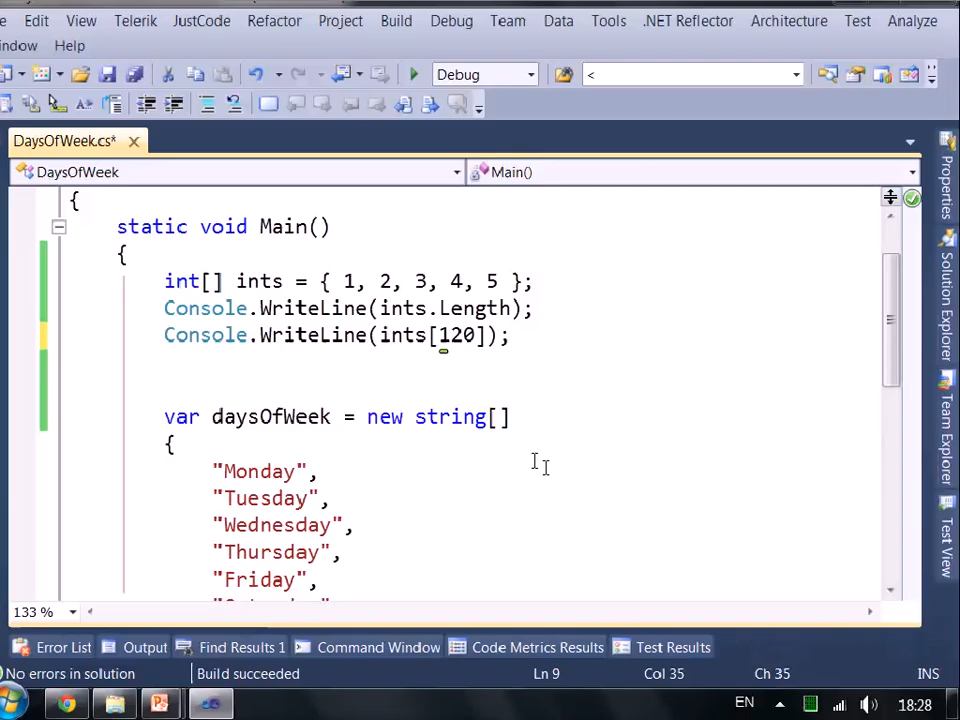 Edit View Telerik JustCode Refactor Project Build Debug Team Data Tools .NET Reflector Architecture Test Analyze
indow Help
Debug <
DaysOfWeek.cs*
DaysOfWeek Main()
{
static void Main()
{
int[] ints = { 1, 2, 3, 4, 5 };
Console.WriteLine(ints.Length);
Console.WriteLine(ints[120]);
var daysOfWeek = new string[]
{
"Monday",
"Tuesday",
"Wednesday",
"Thursday",
"Friday",
Properties
Solution Explorer
Team Explorer
Test View
133 %
Error List Output Find Results 1 Command Window Code Metrics Results Test Results
No errors in solution Build succeeded Ln 9 Col 35 Ch 35 INS
EN 18:28